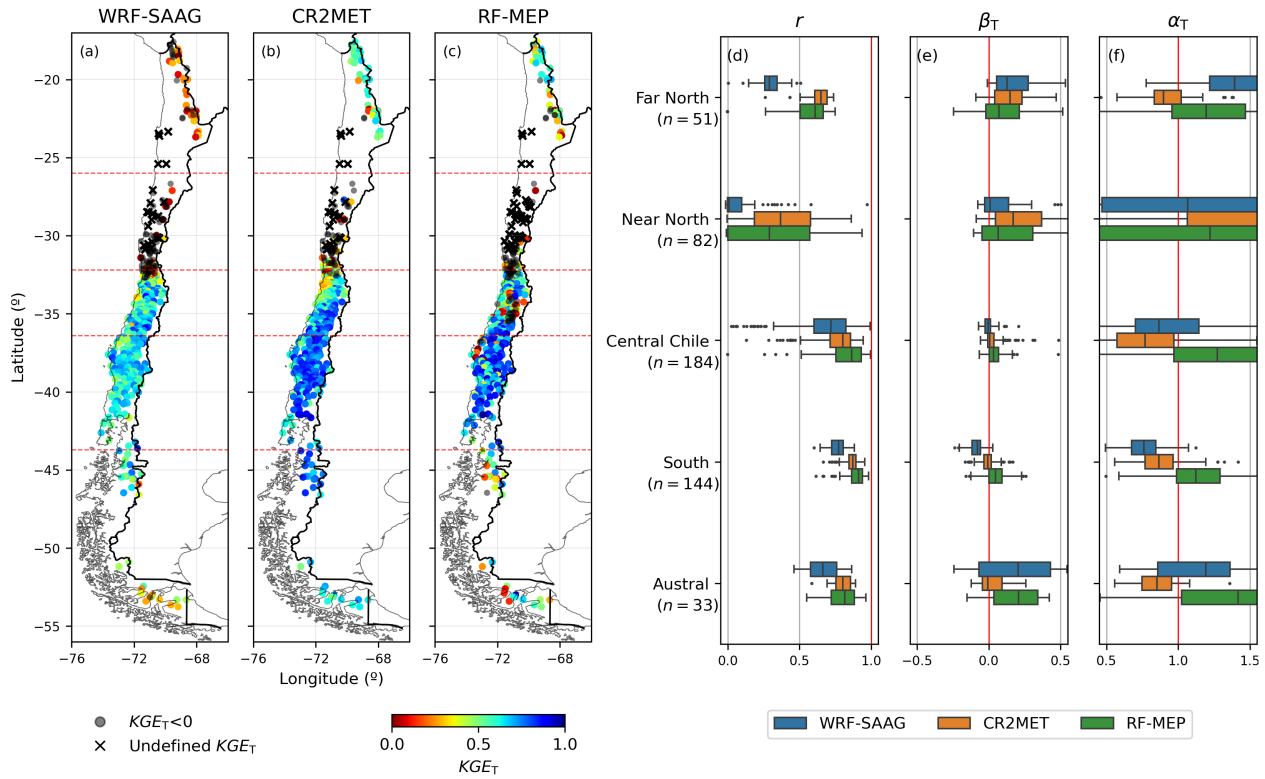 WRF-SAAG CR2MET RF-MEP r βT αT
(a) (b) (c) (d) (e) (f)
Latitude (º)
−20
−25
−30
−35
−40
−45
−50
−55
−76 −72 −68 −76 −72 −68 −76 −72 −68
Longitude (º)
Far North
(n = 51)
Near North
(n = 82)
Central Chile
(n = 184)
South
(n = 144)
Austral
(n = 33)
0.0 0.5 1.0 −0.5 0.0 0.5 0.5 1.0 1.5
KGET<0
Undefined KGET
0.0 0.5 1.0
KGET
WRF-SAAG CR2MET RF-MEP